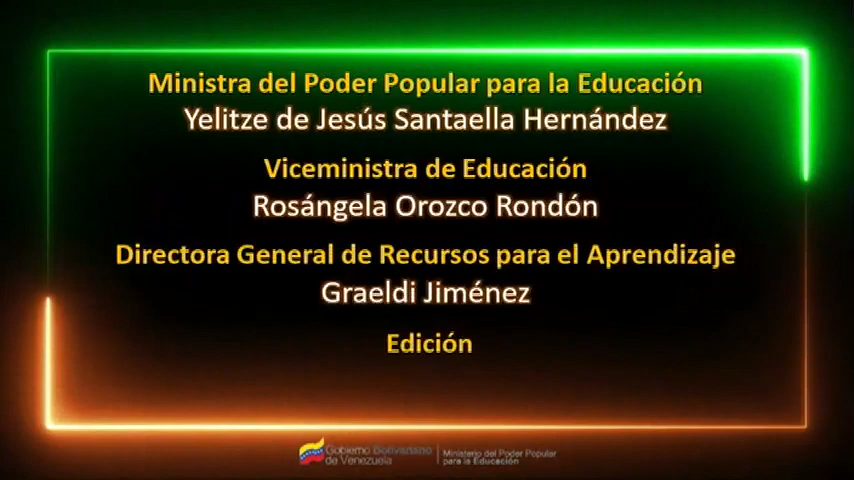 Ministra del Poder Popular para la Educación
Yelitze de Jesús Santaella Hernández
Viceministra de Educación
Rosángela Orozco Rondón
Directora General de Recursos para el Aprendizaje
Graeldi Jiménez
Edición
Gobierno Bolivariano
de Venezuela
Ministerio del Poder Popular
para la Educación